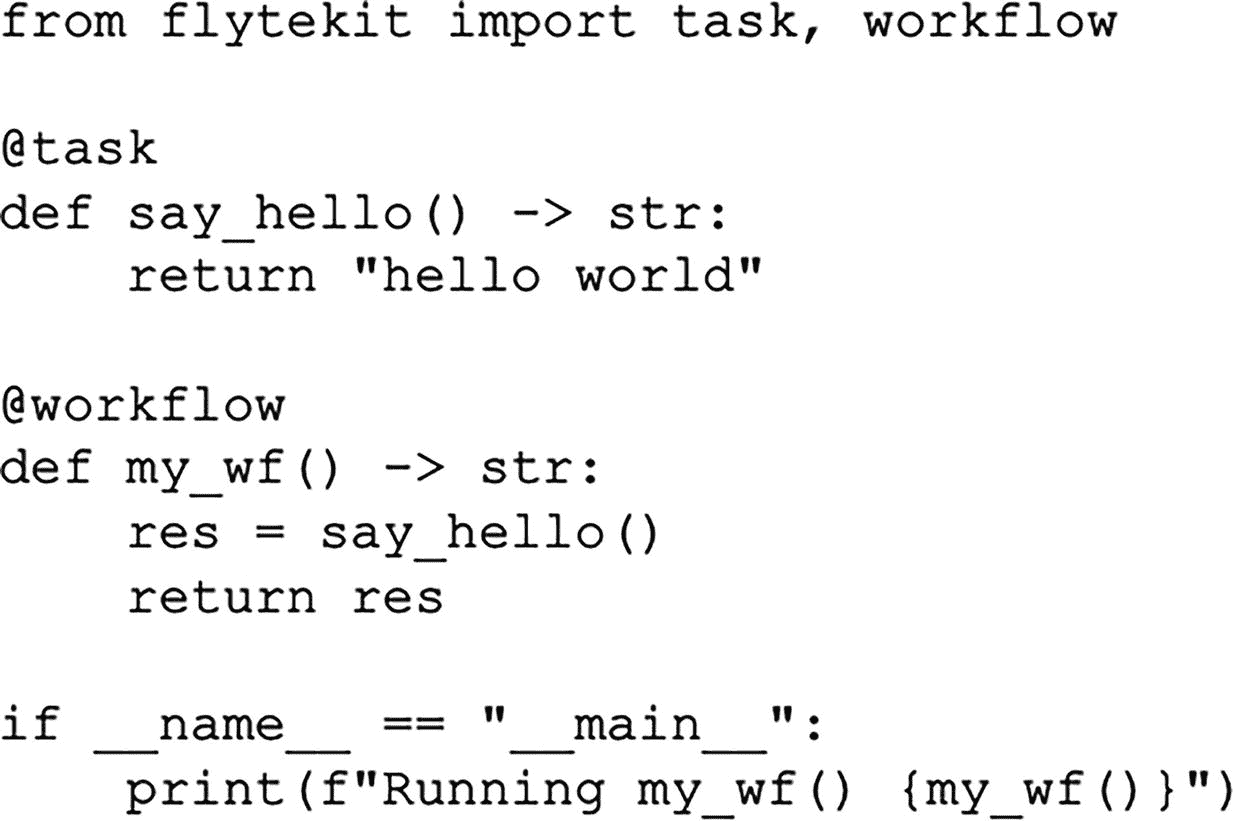 from flytekit import task, workflow

@task
def say_hello() -> str:
    return "hello world"

@workflow
def my_wf() -> str:
    res = say_hello()
    return res

if __name__ == "__main__":
    print(f"Running my_wf() {my_wf()}")